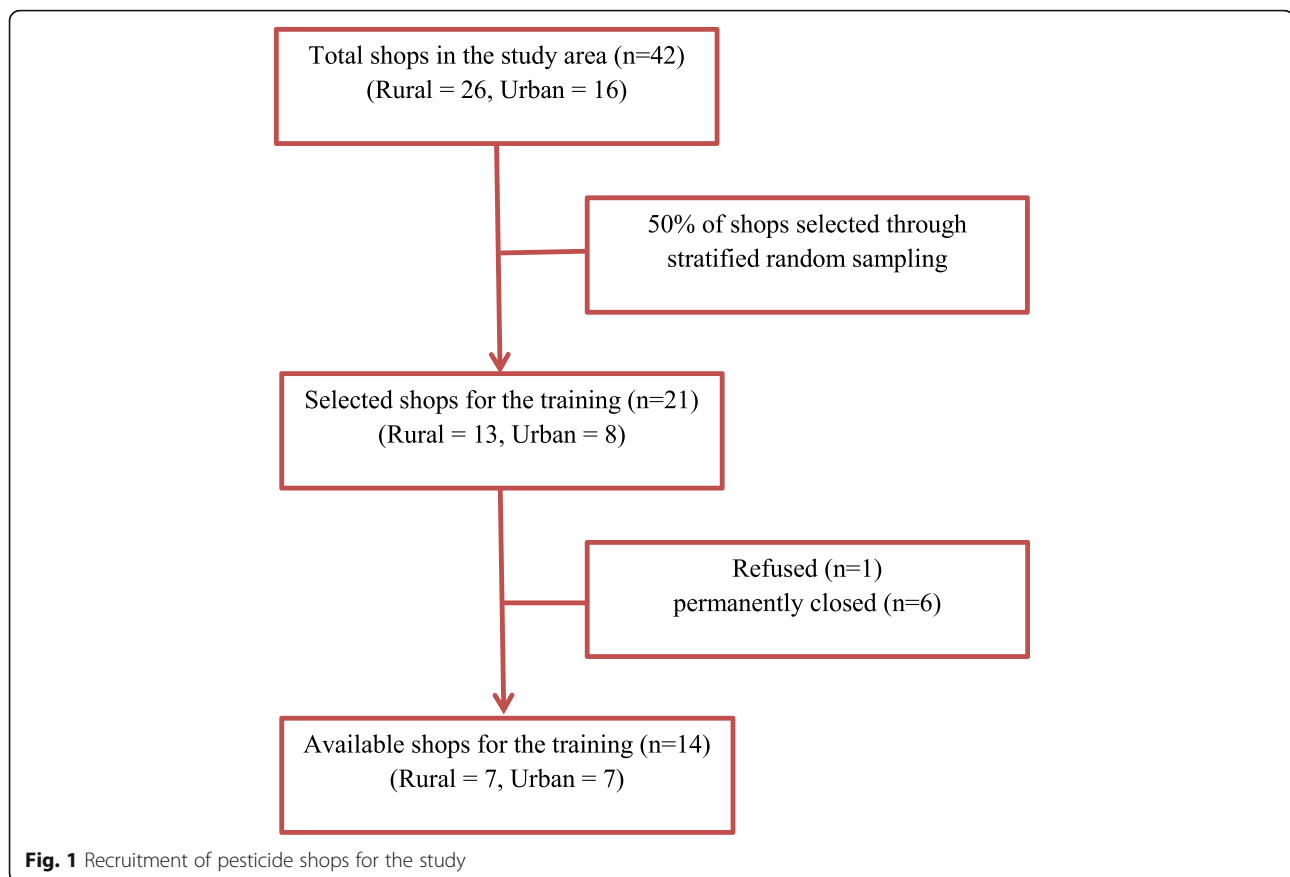 Total shops in the study area (n=42)
(Rural = 26, Urban = 16)
50% of shops selected through
stratified random sampling
Selected shops for the training (n=21)
(Rural = 13, Urban = 8)
Refused (n=1)
permanently closed (n=6)
Available shops for the training (n=14)
(Rural = 7, Urban = 7)
Fig. 1 Recruitment of pesticide shops for the study